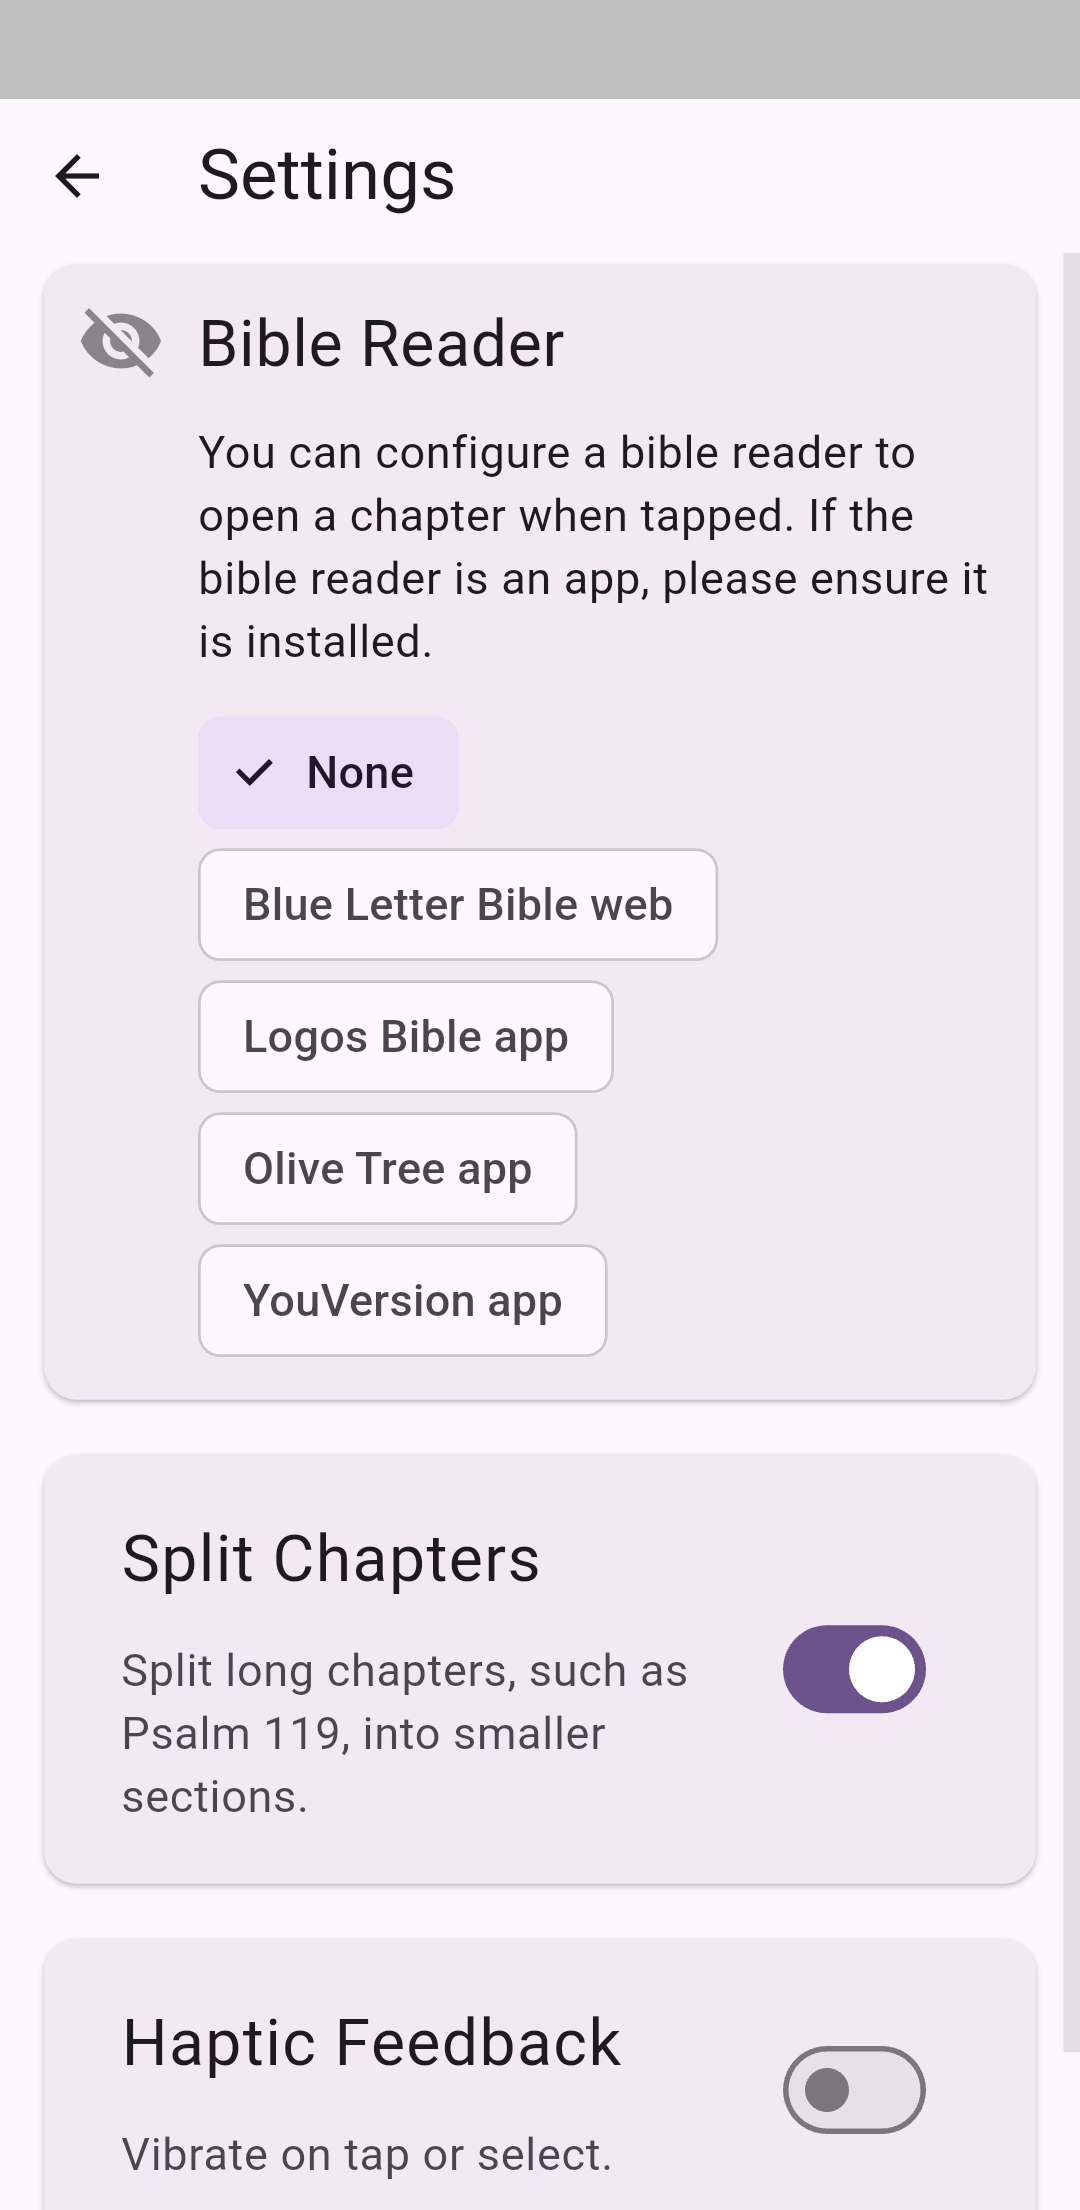 Settings
Bible Reader
You can configure a bible reader to
open a chapter when tapped. If the
bible reader is an app, please ensure it
is installed.
None
Blue Letter Bible web
Logos Bible app
Olive Tree app
YouVersion app
Split Chapters
Split long chapters, such as
Psalm 119, into smaller
sections.
Haptic Feedback
Vibrate on tap or select.